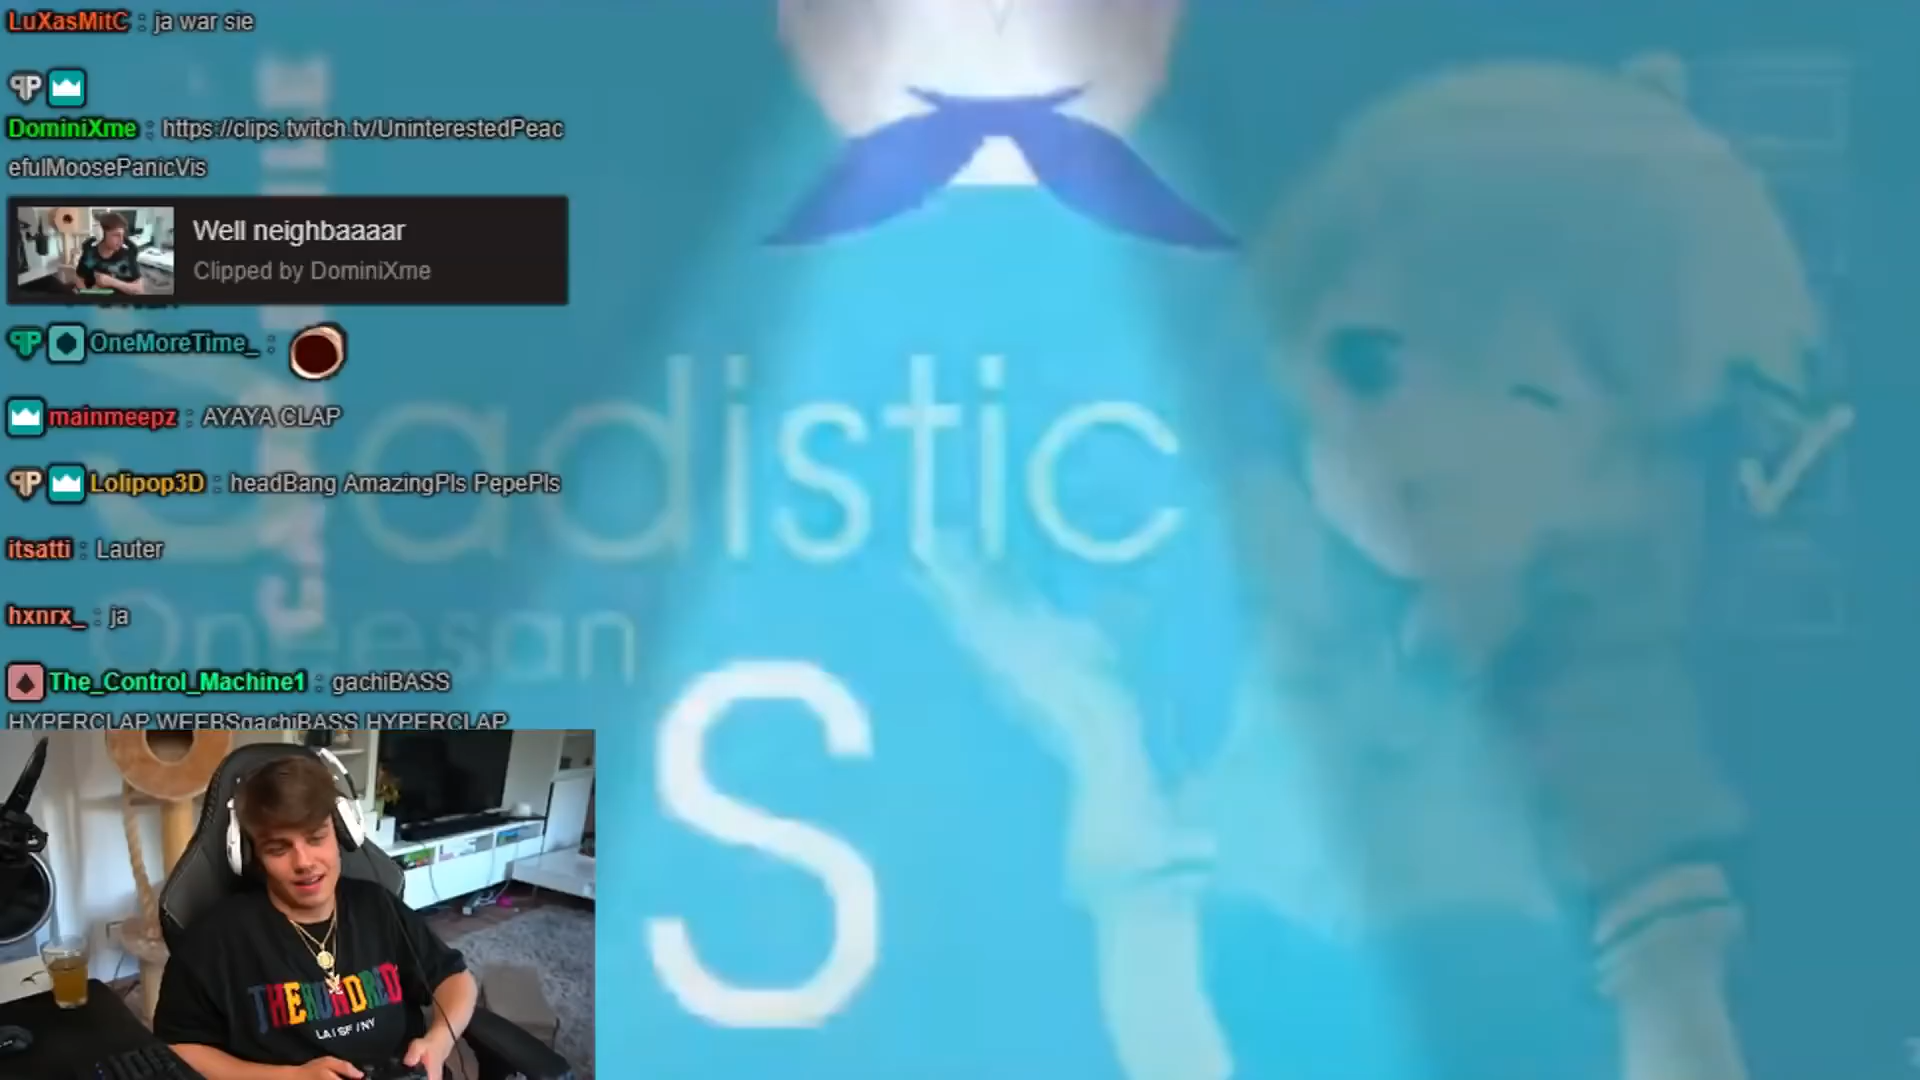 LuXasMitC : ja war sie
DominiXme : https://clips.twitch.tv/UninterestedPeac
efulMoosePanicVis
Well neighbaaaar
Clipped by DominiXme
OneMoreTime_ :
mainmeepz : AYAYA CLAP
Lolipop3D : headBang AmazingPls PepePls
itsatti : Lauter
hxnrx_ : ja
The_Control_Machine1 : gachiBASS
HYPERCLAP WEEBSgachiBASS HYPERCLAP
Sadistic
Oneesan
S
THEHUNDREDS
LA / SF / NY